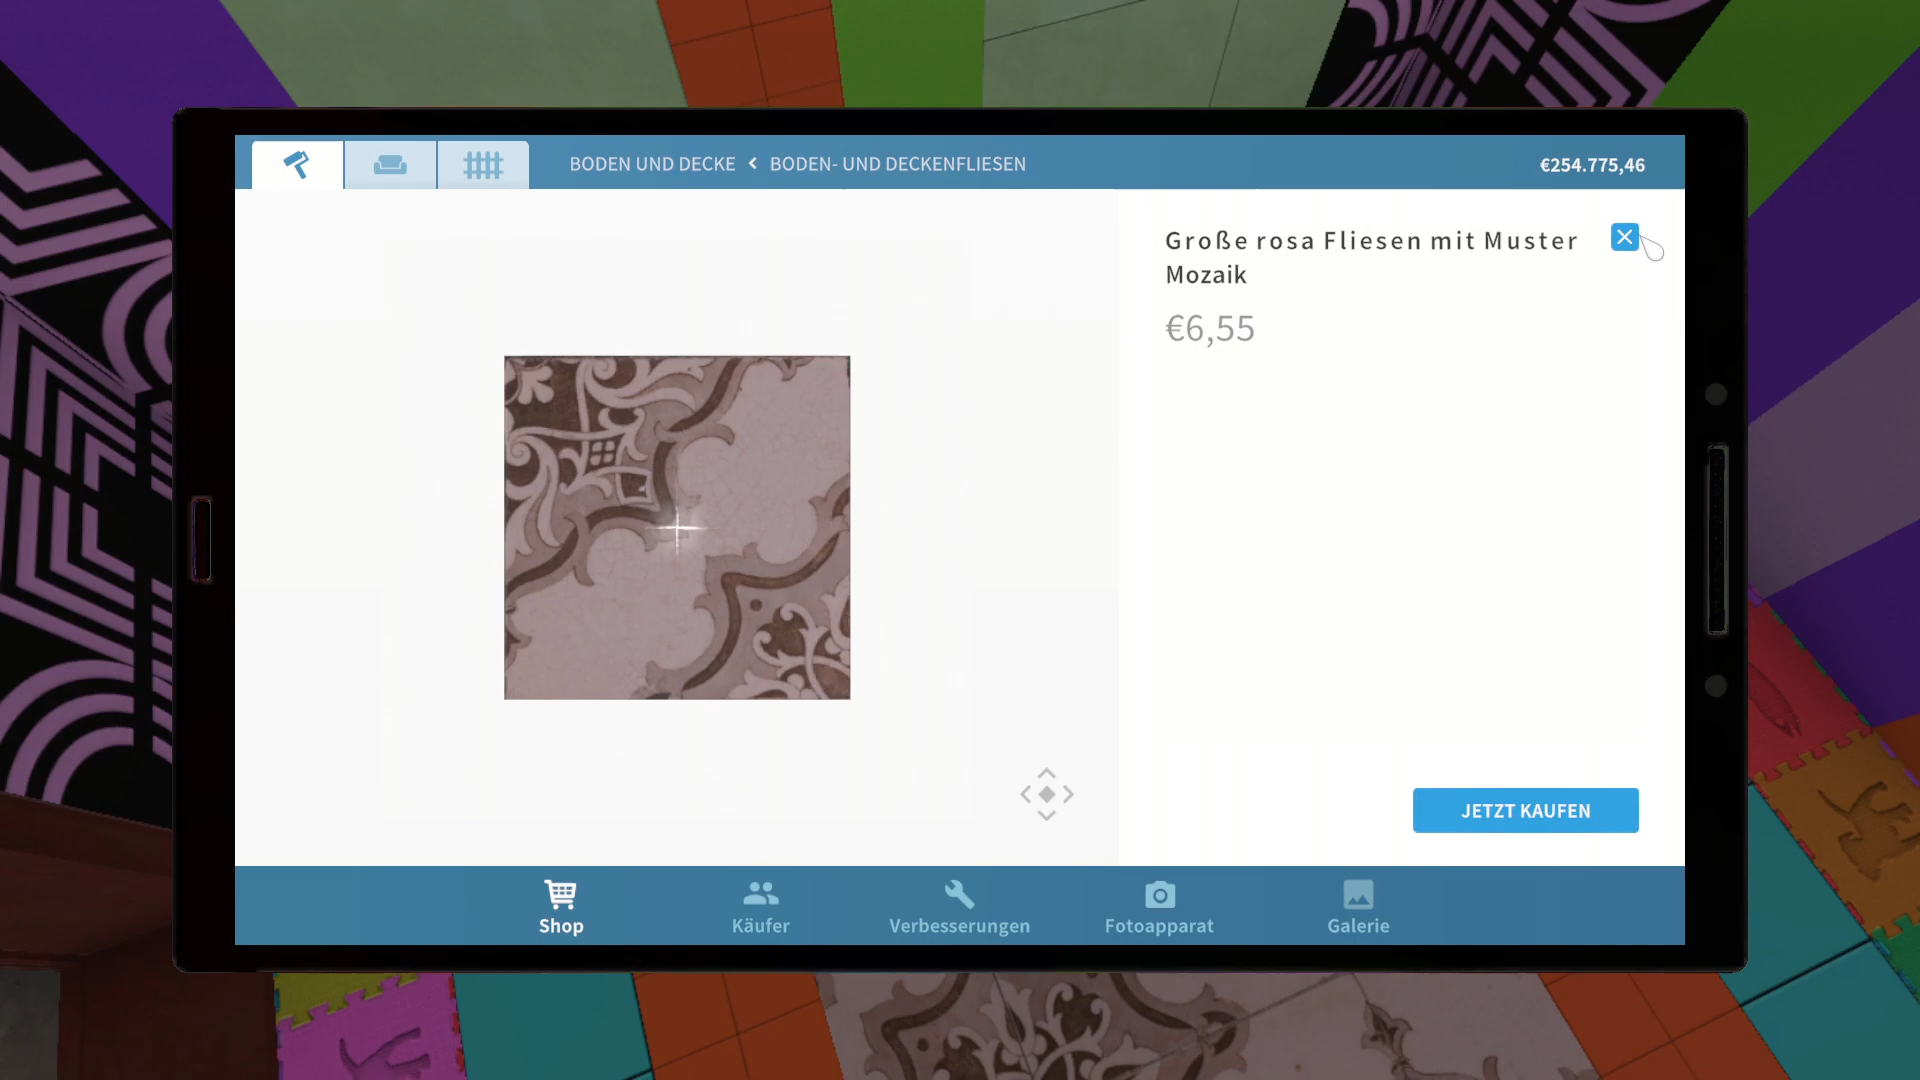 BODEN UND DECKE < BODEN- UND DECKENFLIESEN
€254.775,46
Große rosa Fliesen mit Muster
Mozaik
€6,55
JETZT KAUFEN
Shop
Käufer
Verbesserungen
Fotoapparat
Galerie